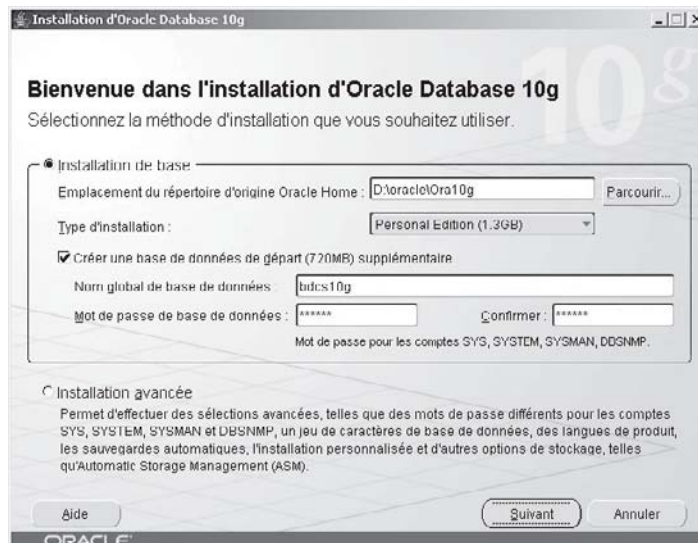 Installation d'Oracle Database 10g
10g
Bienvenue dans l'installation d'Oracle Database 10g
Sélectionnez la méthode d'installation que vous souhaitez utiliser.
Installation de base
Emplacement du répertoire d'origine Oracle Home : D:\oracle\Ora10g Parcourir...
Type d'installation : Personal Edition (1.3GB)
Créer une base de données de gépart (720MB) supplémentaire
Nom global de base de données : bdcs10g
Mot de passe de base de données : ****** Confirmer : ******
Mot de passe pour les comptes SYS, SYSTEM, SYSMAN, DBSNMP.
Installation avancée
Permet d'effectuer des sélections avancées, telles que des mots de passe différents pour les comptes
SYS, SYSTEM, SYSMAN et DBSNMP, un jeu de caractères de base de données, des langues de produit,
les sauvegardes automatiques, l'installation personnalisée et d'autres options de stockage, telles
qu'Automatic Storage Management (ASM).
Aide Suivant Annuler
ORACLE